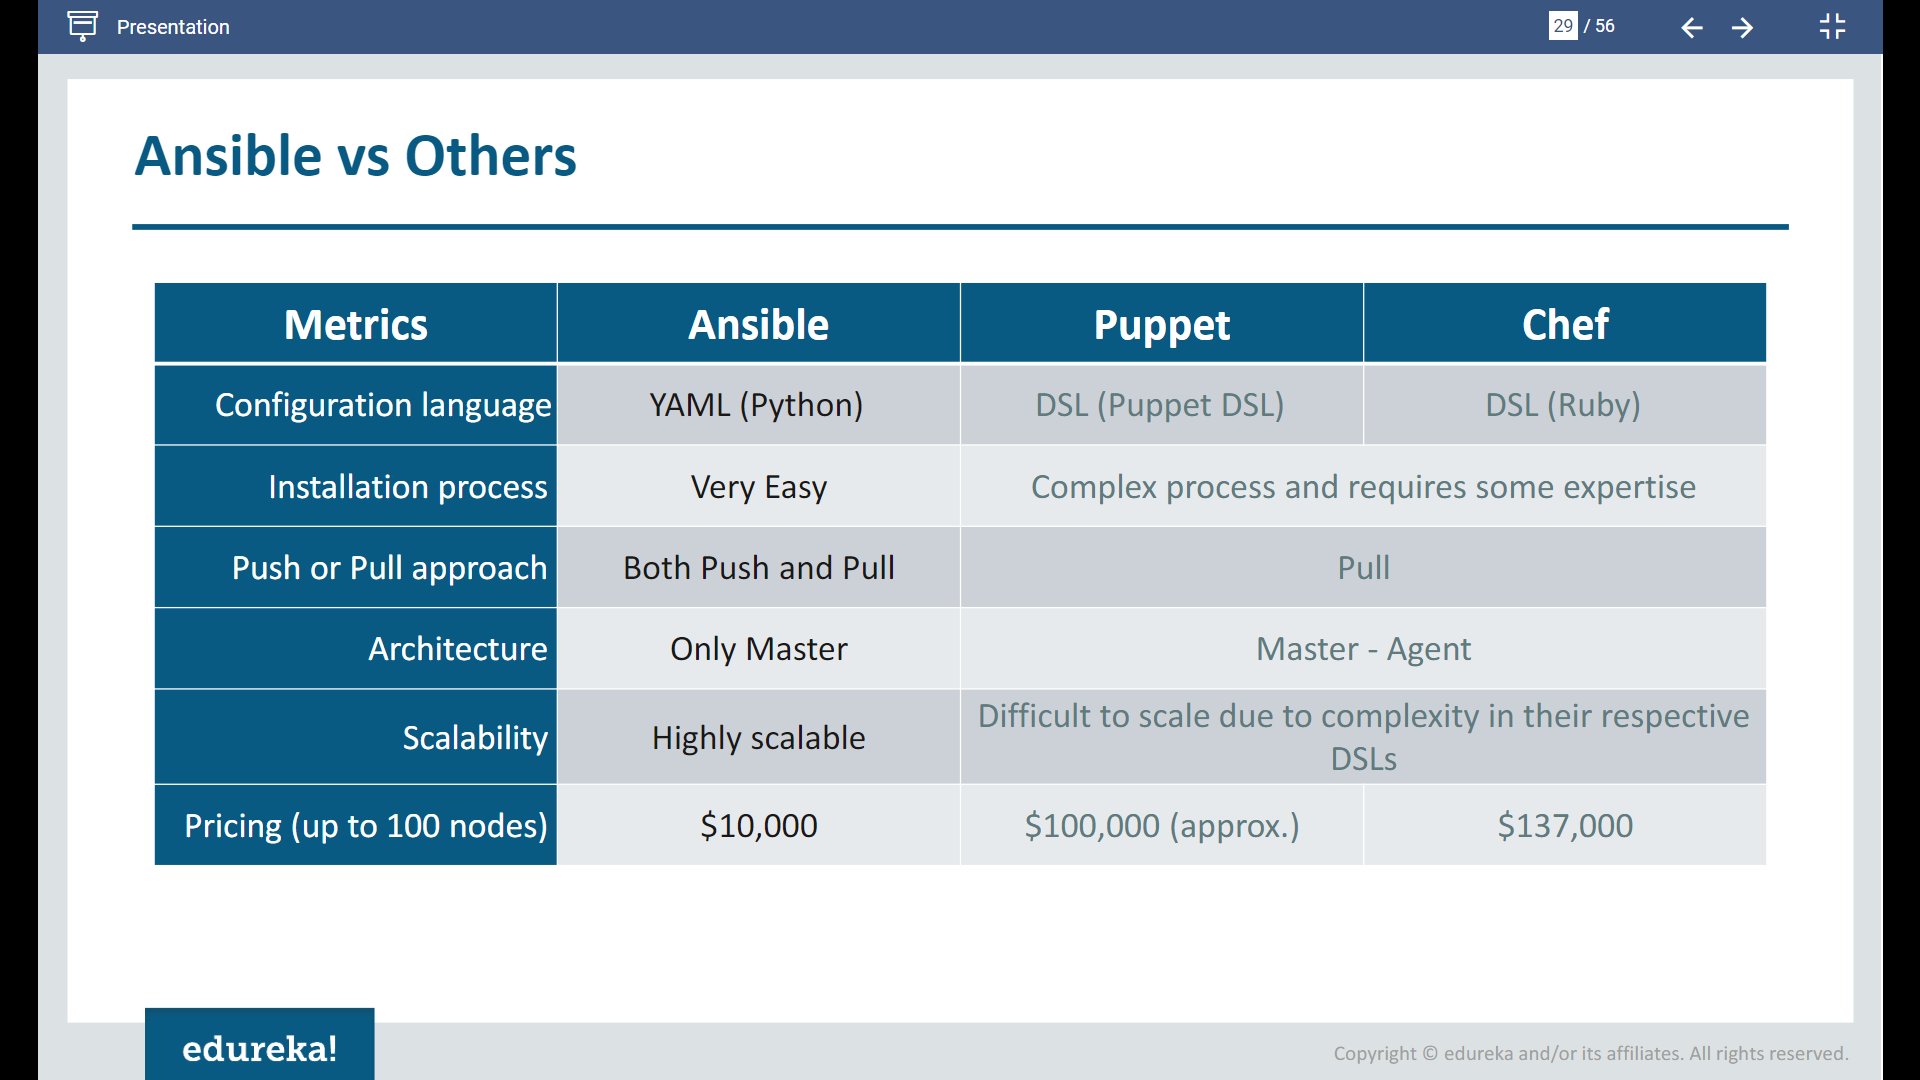 Presentation
29 / 56
Ansible vs Others
Metrics Ansible Puppet Chef
Configuration language YAML (Python) DSL (Puppet DSL) DSL (Ruby)
Installation process Very Easy Complex process and requires some expertise
Push or Pull approach Both Push and Pull Pull
Architecture Only Master Master - Agent
Scalability Highly scalable Difficult to scale due to complexity in their respective
DSLs
Pricing (up to 100 nodes) $10,000 $100,000 (approx.) $137,000
edureka!
Copyright © edureka and/or its affiliates. All rights reserved.